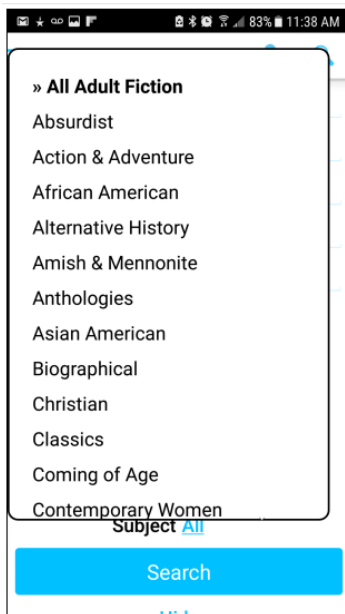 83% 11:38 AM
» All Adult Fiction
Absurdist
Action & Adventure
African American
Alternative History
Amish & Mennonite
Anthologies
Asian American
Biographical
Christian
Classics
Coming of Age
Contemporary Women
Subject All
Search